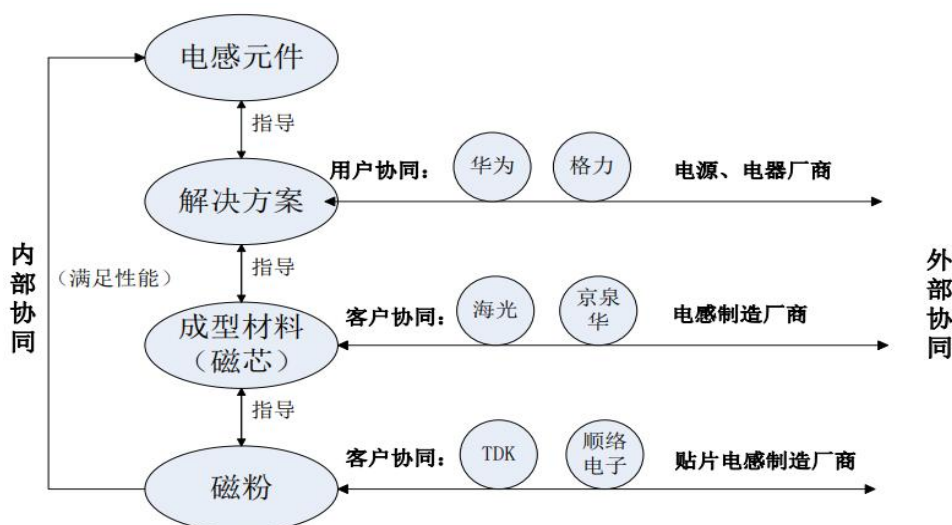 电感元件
指导
用户协同：
华为
格力
电源、电器厂商
解决方案
内部协同
（满足性能）
指导
外部协同
客户协同：
海光
京泉
华
电感制造厂商
成型材料
（磁芯）
指导
客户协同：
TDK
顺络
电子
贴片电感制造厂商
磁粉